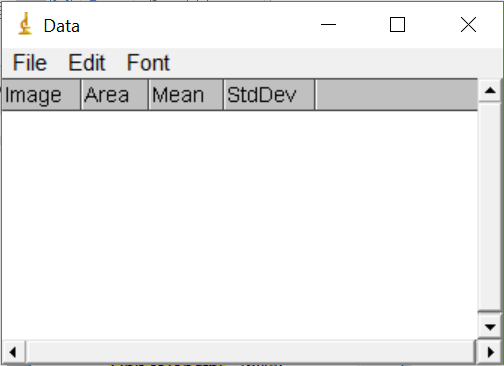 Data
File Edit Font
Image Area Mean StdDev